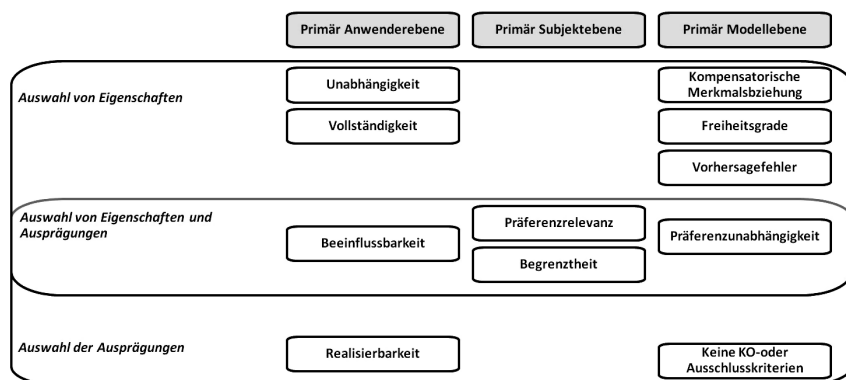 Primär Anwenderebene
Primär Subjektebene
Primär Modellebene
Auswahl von Eigenschaften
Unabhängigkeit
Vollständigkeit
Kompensatorische
Merkmalsbziehung
Freiheitsgrade
Vorhersagefehler
Auswahl von Eigenschaften und
Ausprägungen
Beeinflussbarkeit
Präferenzrelevanz
Begrenztheit
Präferenzunabhängigkeit
Auswahl der Ausprägungen
Realisierbarkeit
Keine KO-oder
Ausschlusskriterien